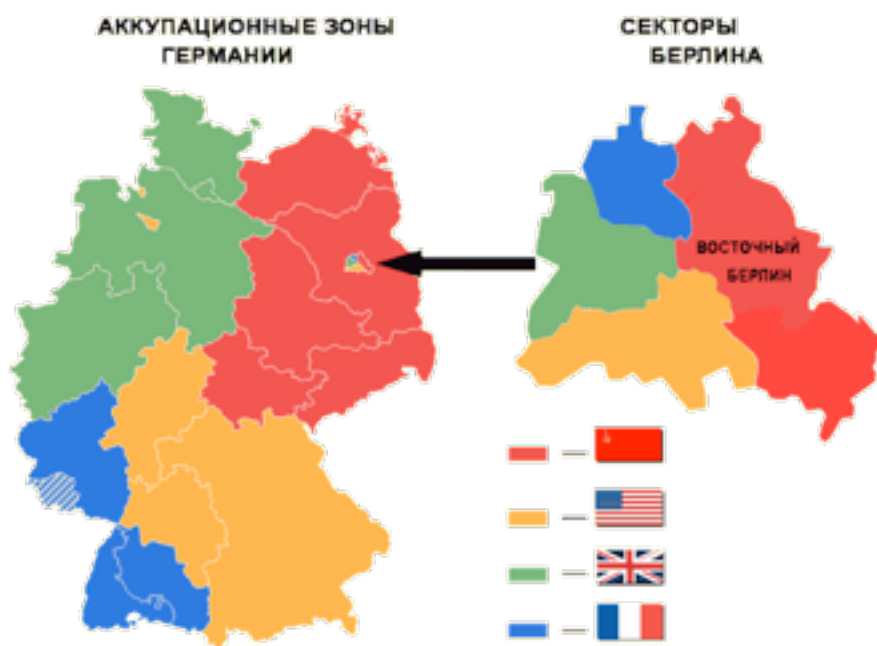 АККУПАЦИОННЫЕ ЗОНЫ
ГЕРМАНИИ
СЕКТОРЫ
БЕРЛИНА
ВОСТОЧНЫЙ
БЕРЛИН